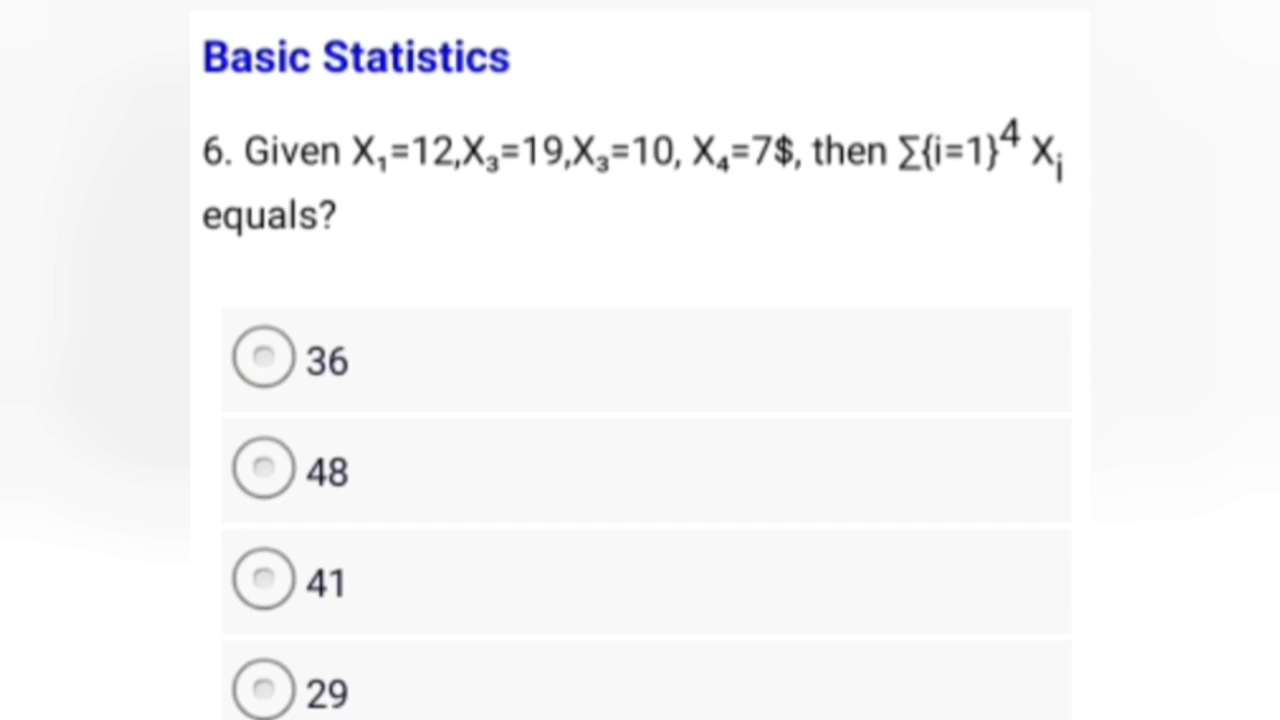 Basic Statistics
6. Given X₁=12,X₃=19,X₃=10, X₄=7$, then ∑{i=1}⁴ Xᵢ
equals?
36
48
41
29